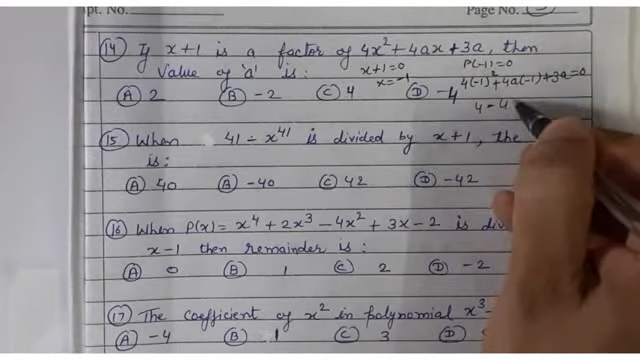 pt. No.
Page No.
(14) If x+1 is a factor of 4x² + 4ax + 3a, then
value of 'a' is :
x+1=0
x = -1
P(-1)=0
4(-1)²+4a(-1)+3a=0
4 - 4
(A) 2 (B) -2 (C) 4 (D) -4
(15) When 41 - x⁴¹ is divided by x+1, the
is:
(A) 40 (B) -40 (C) 42 (D) -42
(16) When P(x) = x⁴ + 2x³ - 4x² + 3x - 2 is
x-1 then remainder is :
(A) 0 (B) 1 (C) 2 (D) -2
(17) The coefficient of x² in polynomial x³ -
(A) -4 (B) 1 (C) 3 (D)